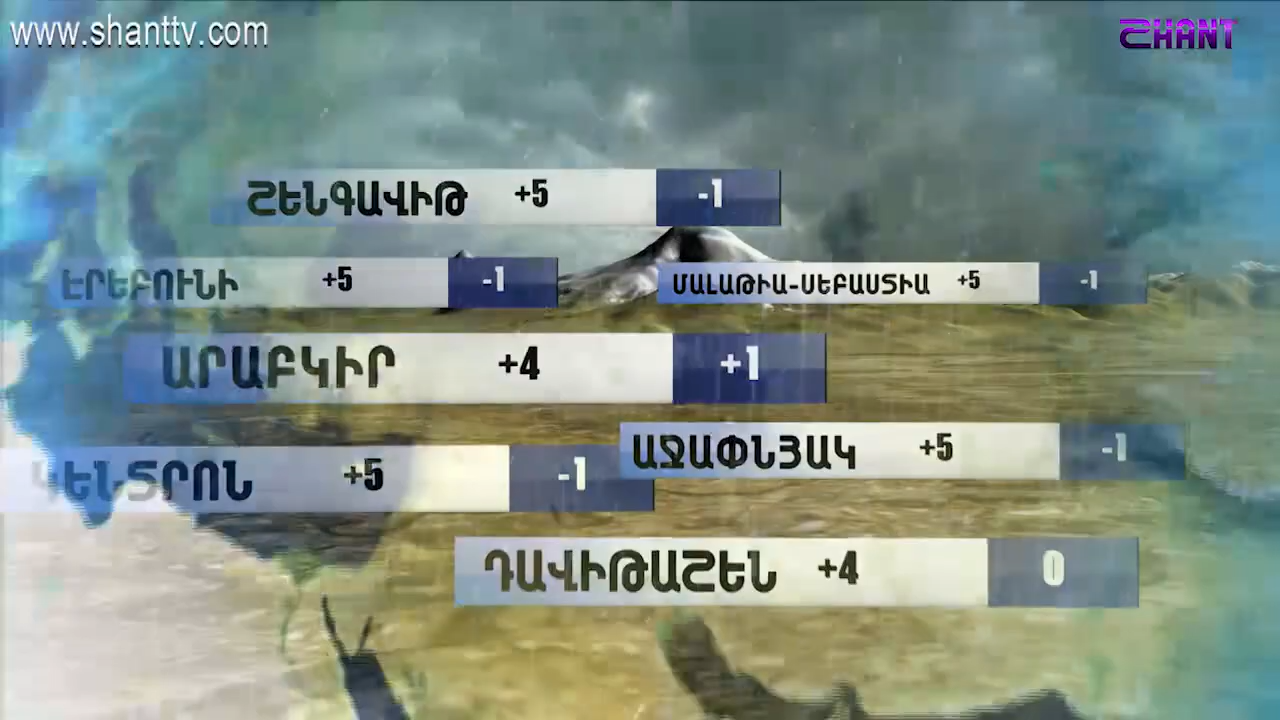 www.shanttv.com
SHANT
ՇԵՆԳԱՎԻԹ +5 -1
ԷՐԵԲՈՒՆԻ +5 -1
ՄԱԼԱԹԻԱ-ՍԵԲԱՍՏԻԱ +5 -1
ԱՐԱԲԿԻՐ +4 +1
ԱՋԱՓՆՅԱԿ +5 -1
ԿԵՆՏՐՈՆ +5 -1
ԴԱՎԻԹԱՇԵՆ +4 0